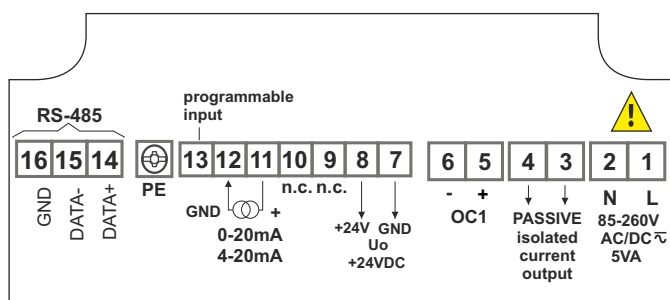 programmable
input
RS-485
16 15 14 13 12 11 10 9 8 7 6 5 4 3 2 1
GND
DATA-
DATA+
PE
n.c. n.c.
GND +
0-20mA
4-20mA
+24V GND
Uo
+24VDC
- +
OC1
PASSIVE
isolated
current
output
N L
85-260V
AC/DC
5VA
!